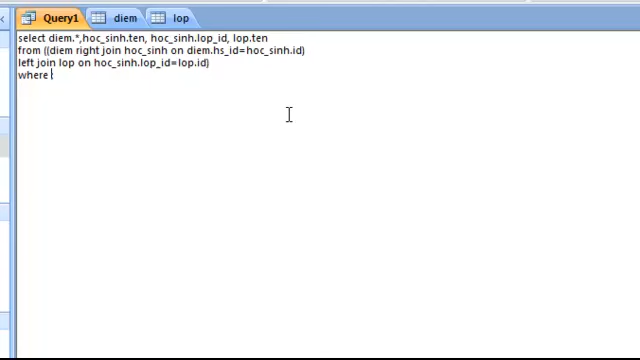 Query1 diem lop
select diem.*,hoc_sinh.ten, hoc_sinh.lop_id, lop.ten
from ((diem right join hoc_sinh on diem.hs_id=hoc_sinh.id)
left join lop on hoc_sinh.lop_id=lop.id)
where